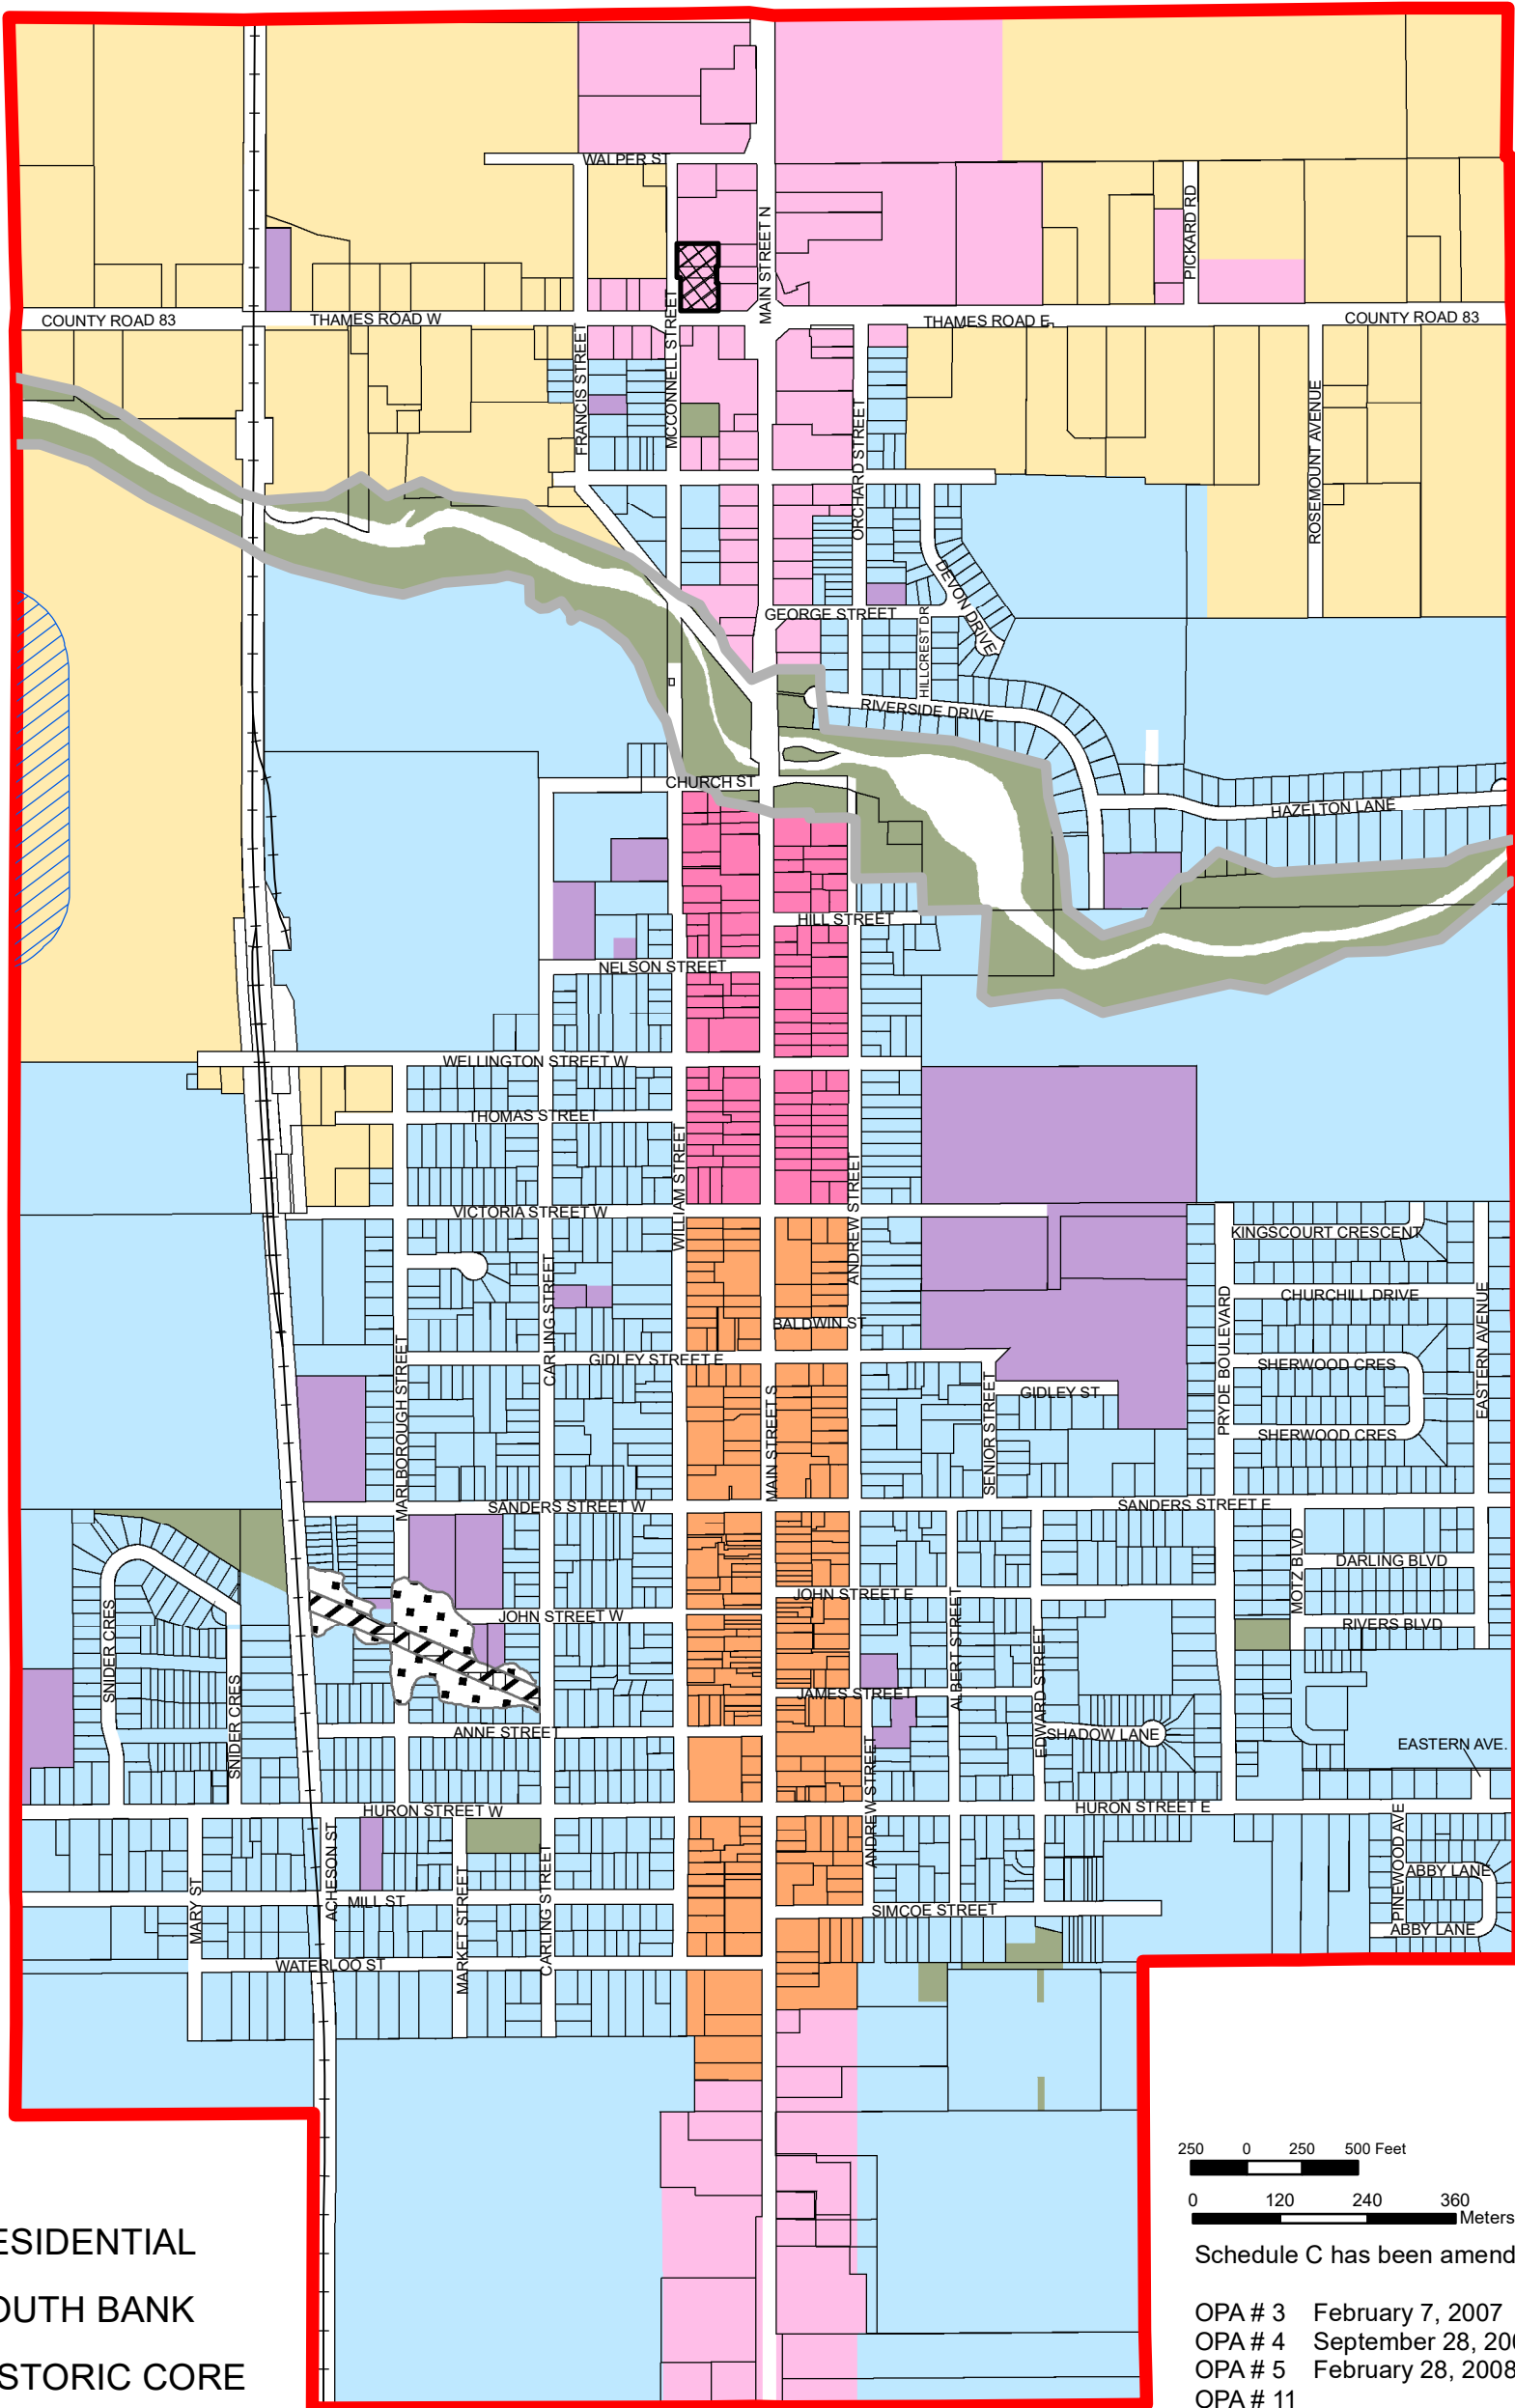 WALPER ST
MAIN STREET N
PICKARD RD
COUNTY ROAD 83
THAMES ROAD W
MCCONNELL STREET
THAMES ROAD E
COUNTY ROAD 83
FRANCIS STREET
ORCHARD STREET
ROSEMOUNT AVENUE
DEVON DRIVE
GEORGE STREET
HILLCREST DR
RIVERSIDE DRIVE
CHURCH ST
HAZELTON LANE
HILL STREET
NELSON STREET
WELLINGTON STREET W
THOMAS STREET
WILLIAM STREET
ANDREW STREET
VICTORIA STREET W
KINGSCOURT CRESCENT
CARLING STREET
CHURCHILL DRIVE
EASTERN AVENUE
BALDWIN ST
PRYDE BOULEVARD
MARLBOROUGH STREET
GIDLEY STREET E
SHERWOOD CRES
MAIN STREET S
SENIOR STREET
GIDLEY ST
SHERWOOD CRES
SANDERS STREET W
SANDERS STREET E
MOTZ BLVD
DARLING BLVD
JOHN STREET E
SNIDER CRES
JOHN STREET W
ALBERT STREET
EDWARD STREET
RIVERS BLVD
SNIDER CRES
JAMES STREET
ANNE STREET
ANDREW STREET
SHADOW LANE
EASTERN AVE.
HURON STREET W
HURON STREET E
ACHESON ST
MARKET STREET
CARLING STREET
PINEWOOD AVE
ABBY LANE
MARY ST
MILL ST
SIMCOE STREET
ABBY LANE
WATERLOO ST
250 0 250 500 Feet
0 120 240 360
Meters
ESIDENTIAL
OUTH BANK
ISTORIC CORE
Schedule C has been amend
OPA # 3 February 7, 2007
OPA # 4 September 28, 200
OPA # 5 February 28, 2008
OPA # 11